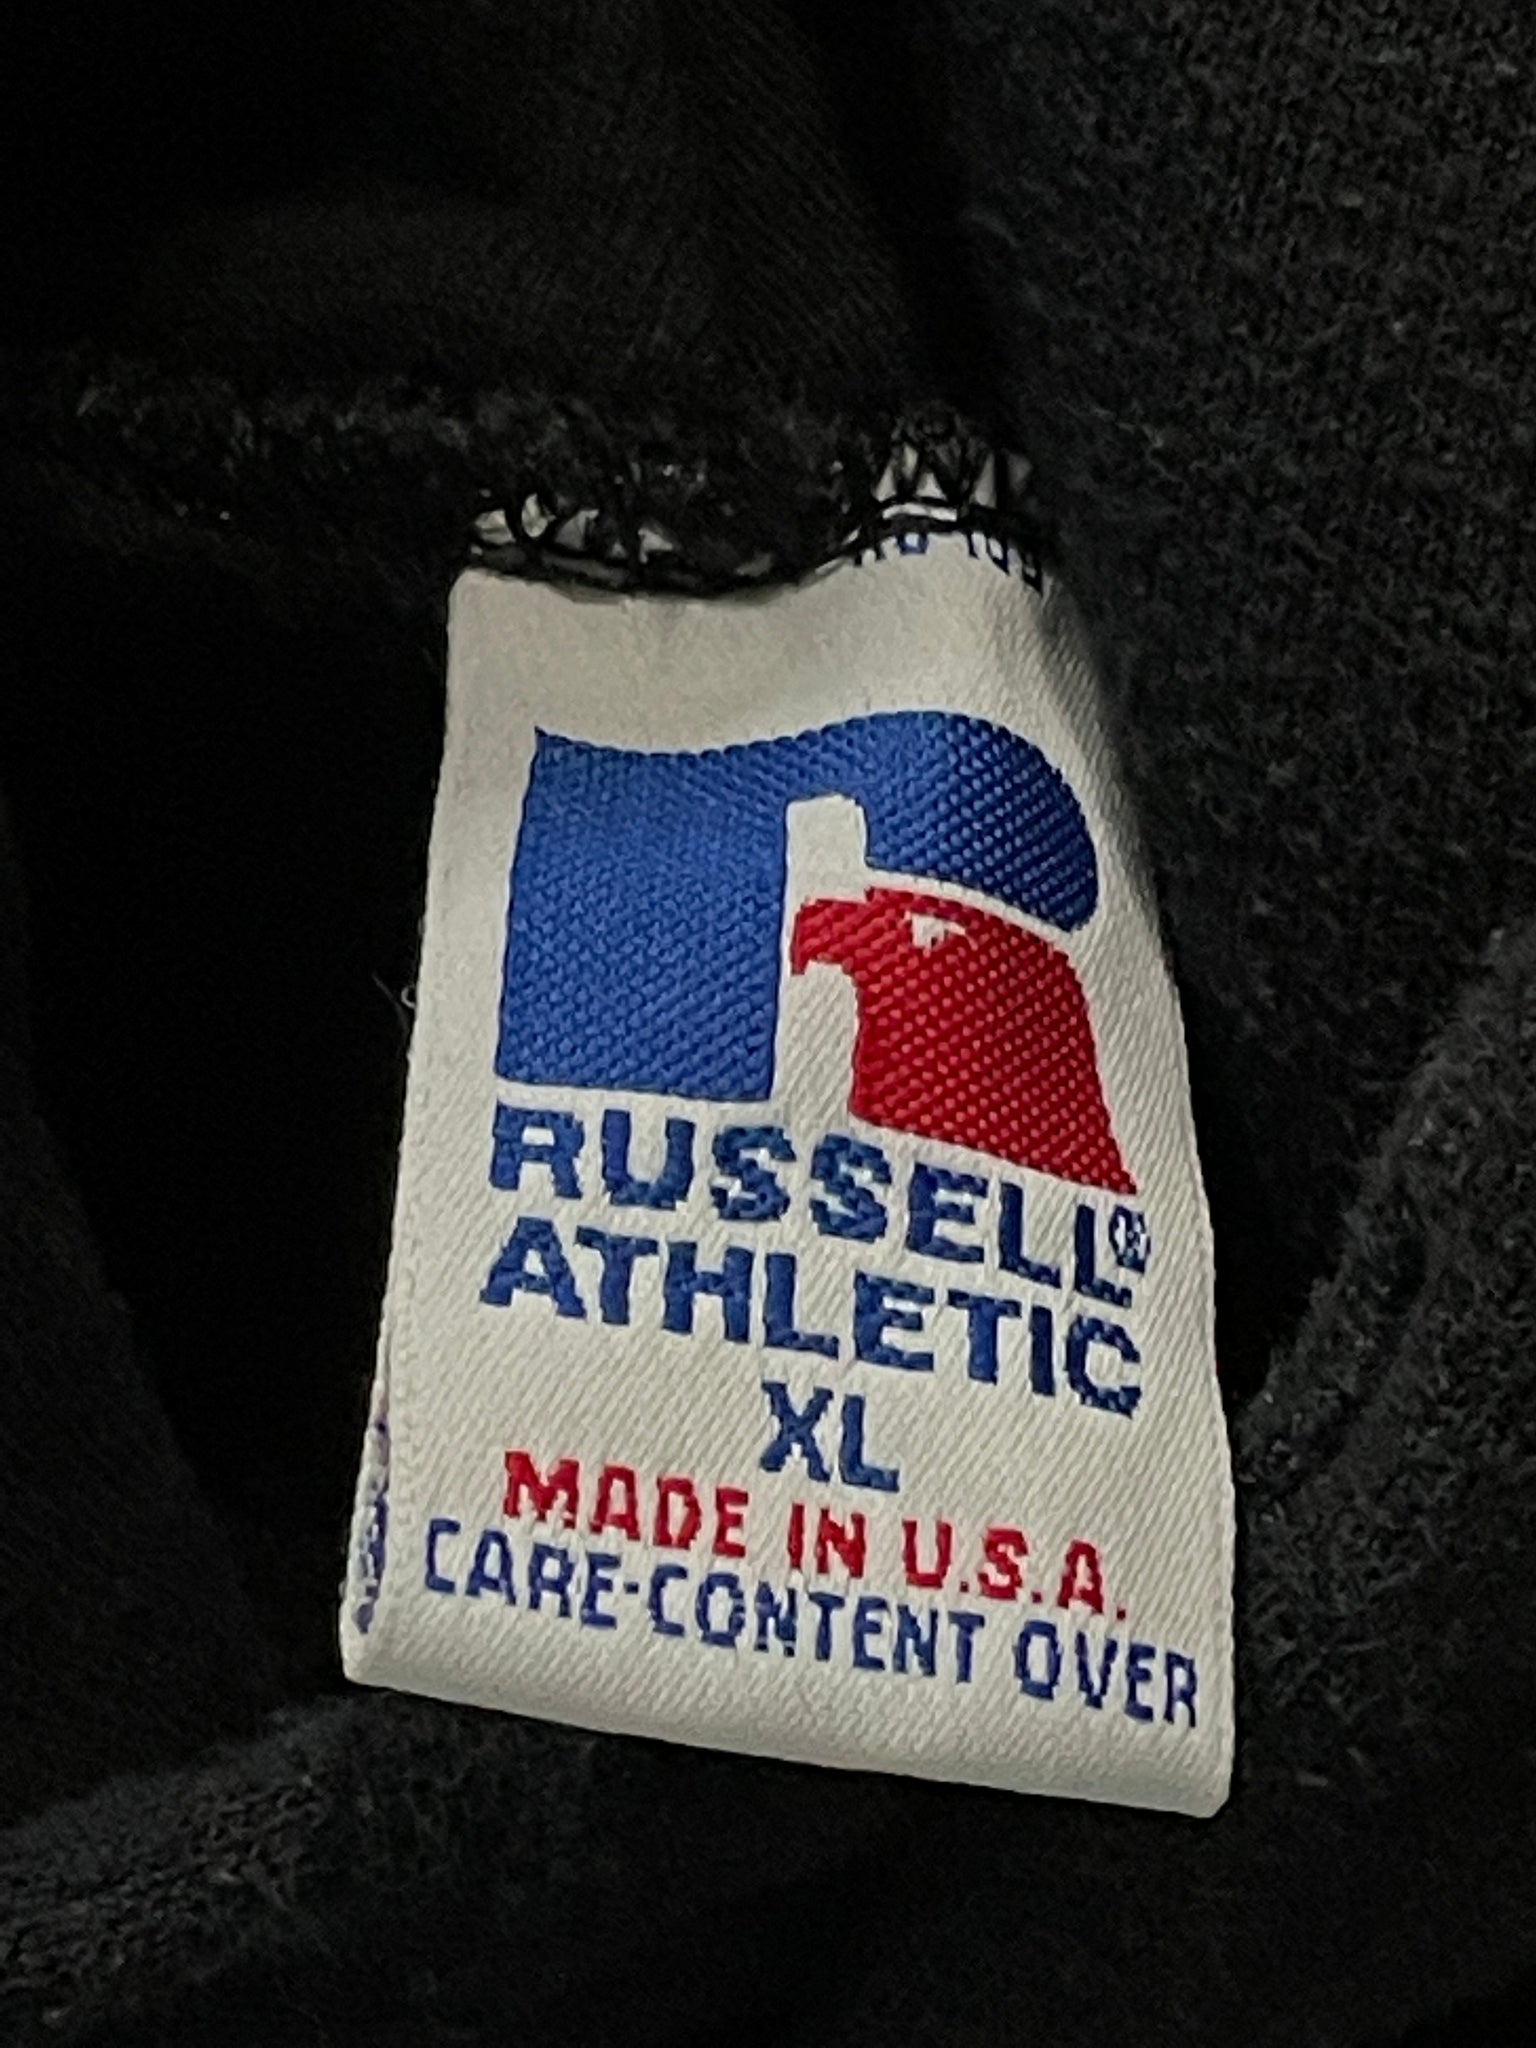 RUSSELL®
ATHLETIC
XL
MADE IN U.S.A.
CARE-CONTENT OVER